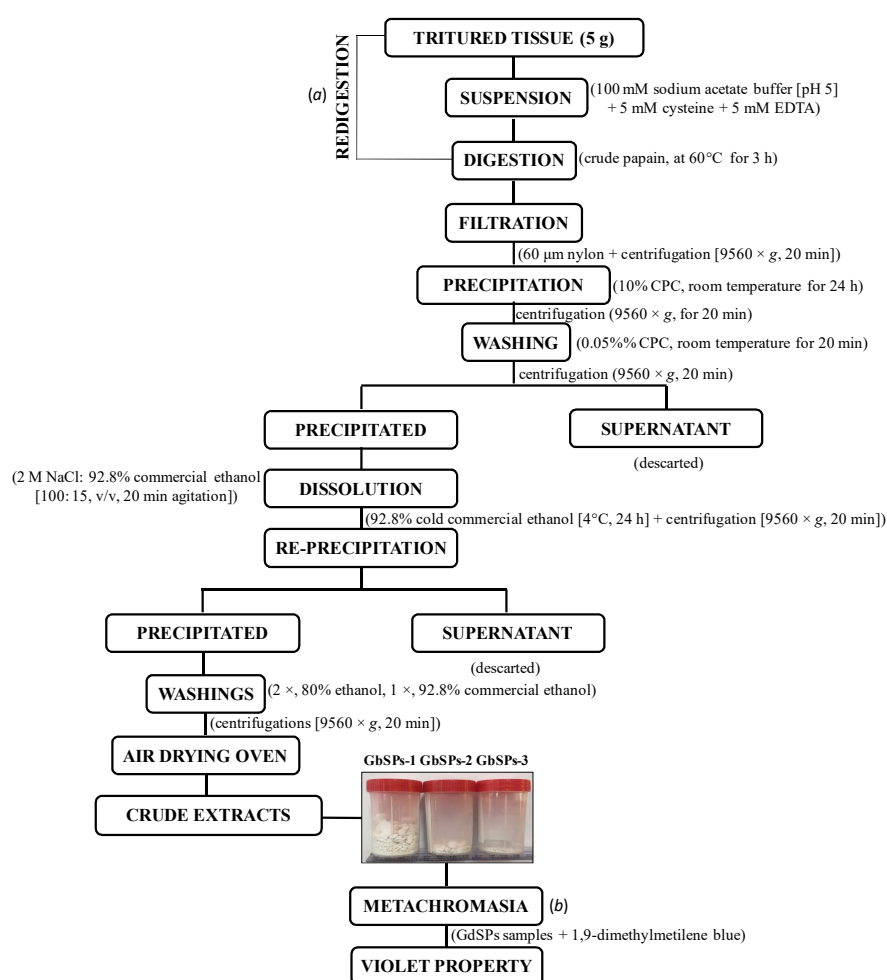 TRITURED TISSUE (5 g)
(a)
REDIGESTION
SUSPENSION
(100 mM sodium acetate buffer [pH 5]
+ 5 mM cysteine + 5 mM EDTA)
DIGESTION
(crude papain, at 60°C for 3 h)
FILTRATION
(60 μm nylon + centrifugation [9560 × g, 20 min])
PRECIPITATION
(10% CPC, room temperature for 24 h)
centrifugation (9560 × g, for 20 min)
WASHING
(0.05%% CPC, room temperature for 20 min)
centrifugation (9560 × g, 20 min)
PRECIPITATED
SUPERNATANT
(descarted)
(2 M NaCl: 92.8% commercial ethanol
[100: 15, v/v, 20 min agitation])
DISSOLUTION
(92.8% cold commercial ethanol [4°C, 24 h] + centrifugation [9560 × g, 20 min])
RE-PRECIPITATION
PRECIPITATED
SUPERNATANT
(descarted)
WASHINGS
(2 ×, 80% ethanol, 1 ×, 92.8% commercial ethanol)
(centrifugations [9560 × g, 20 min])
AIR DRYING OVEN
GbSPs-1 GbSPs-2 GbSPs-3
CRUDE EXTRACTS
METACHROMASIA
(b)
(GdSPs samples + 1,9-dimethylmetilene blue)
VIOLET PROPERTY